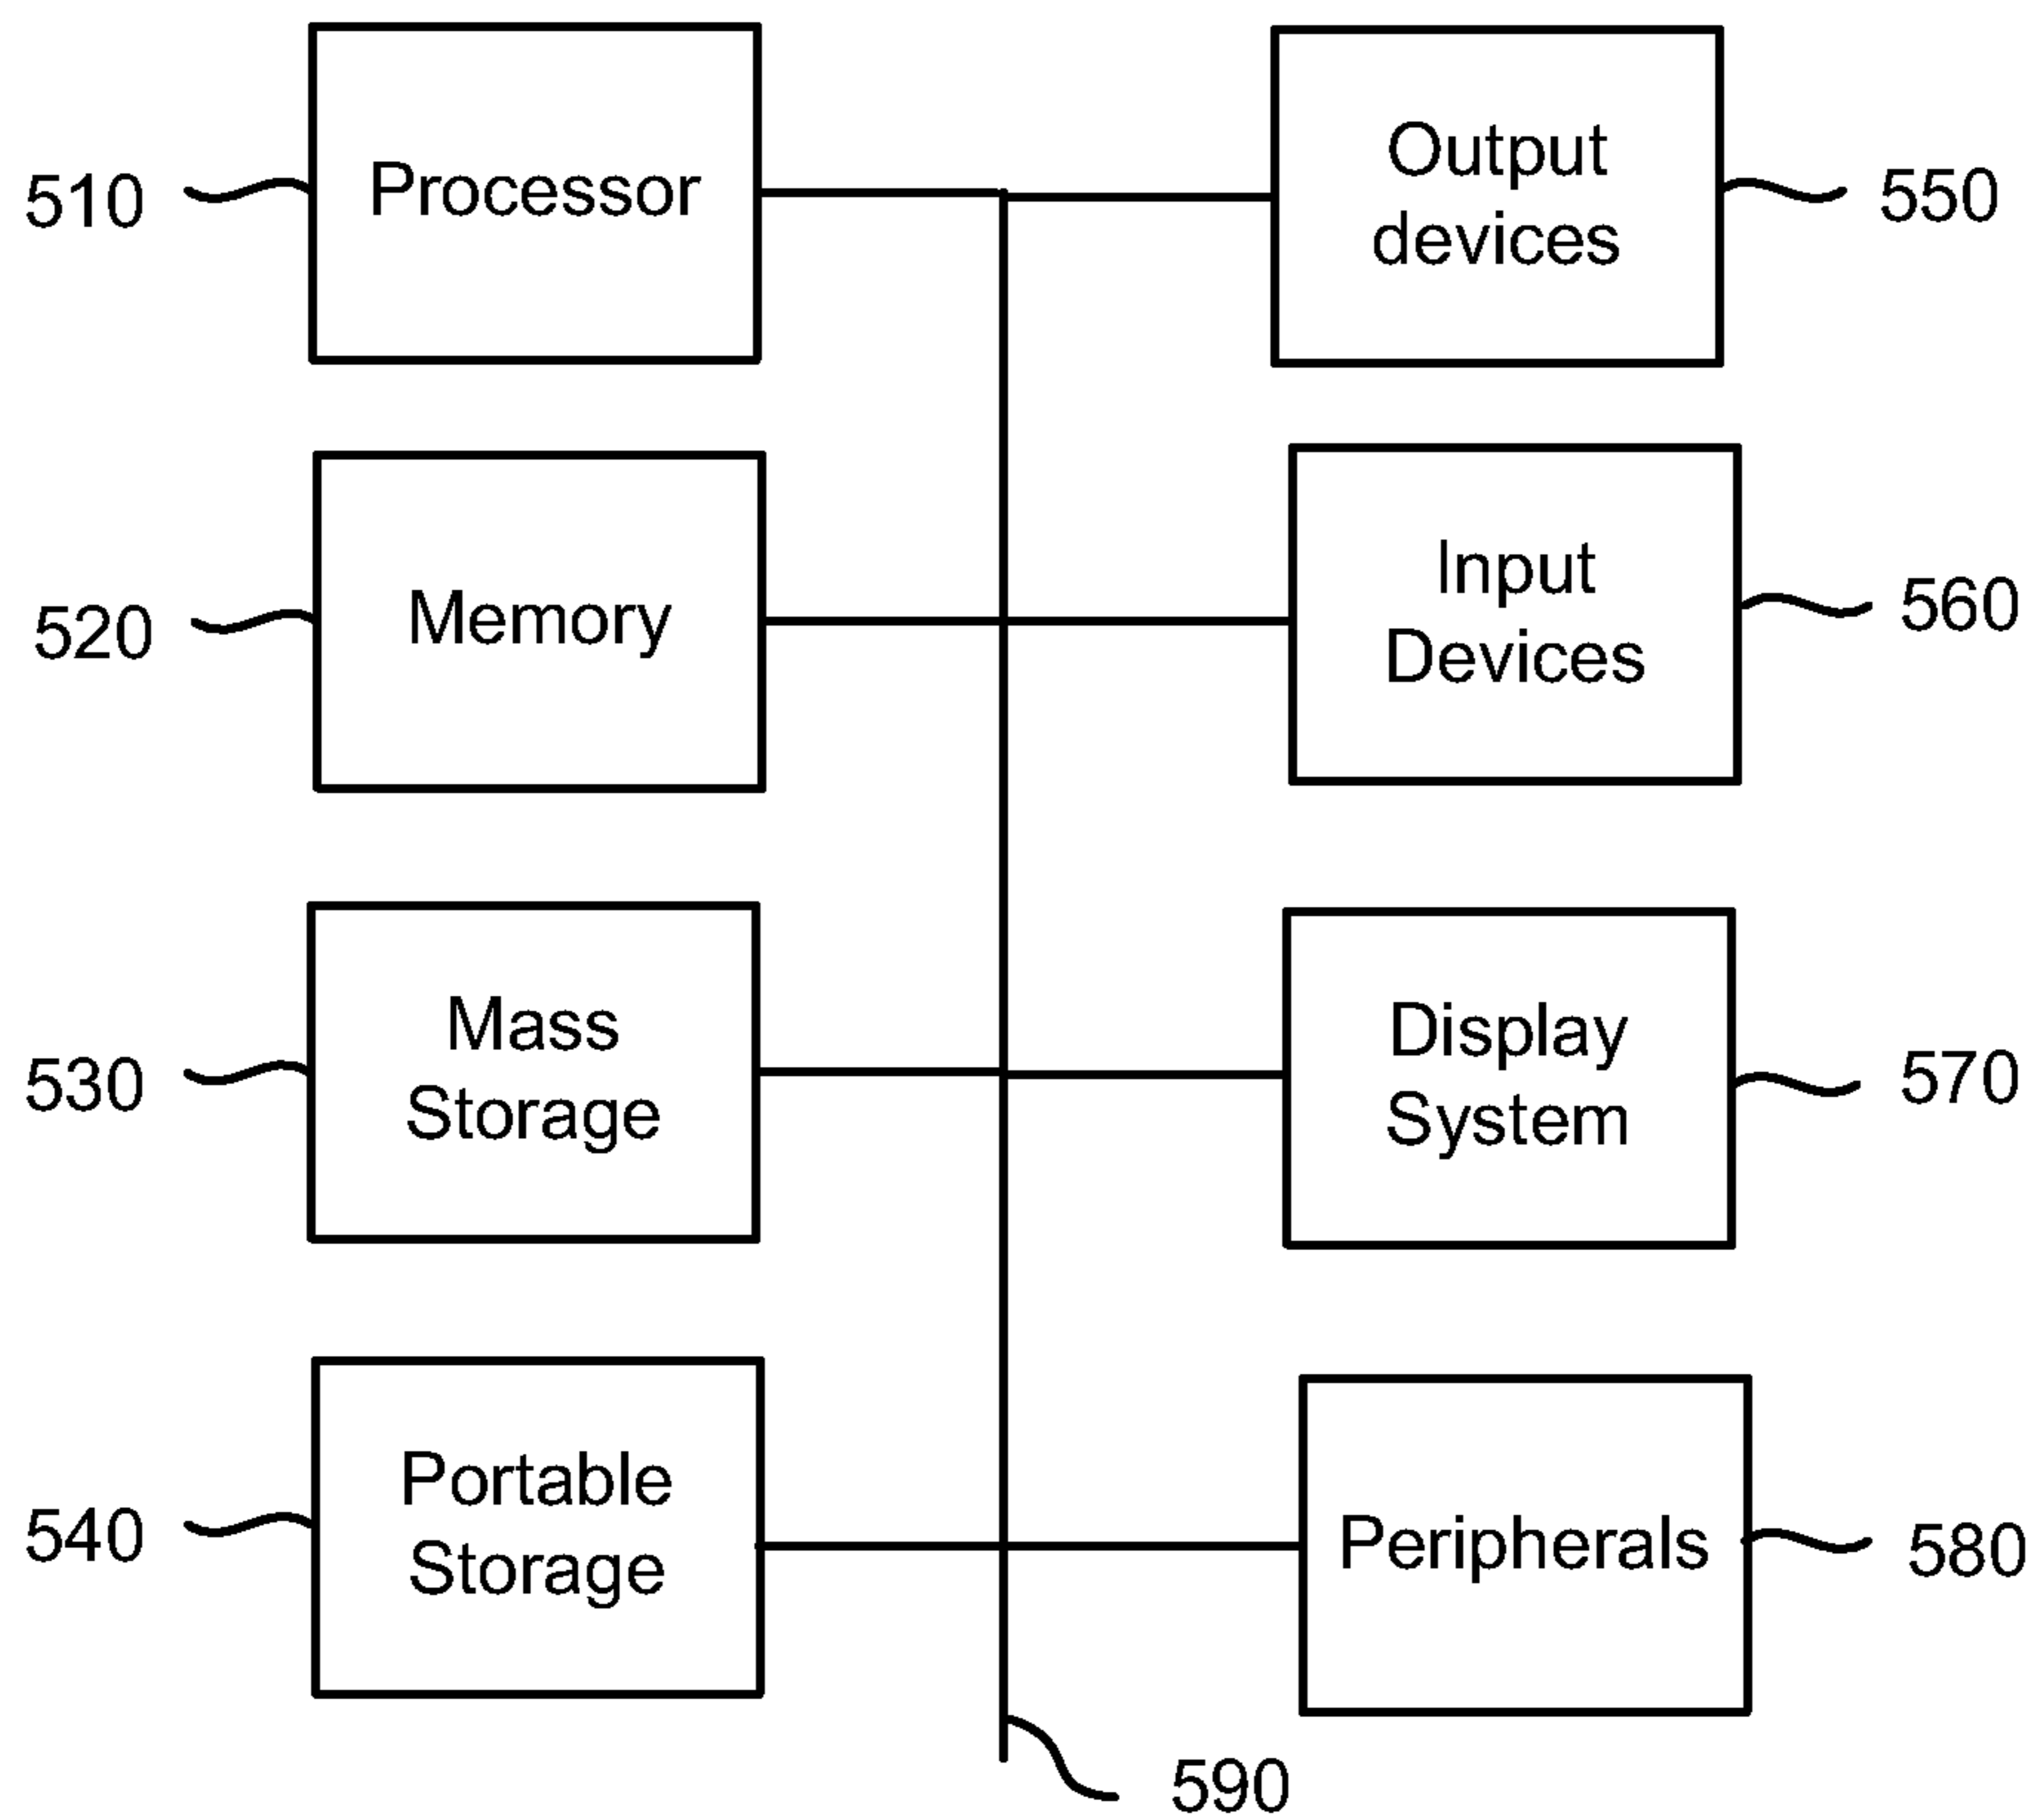 510
Processor
Output
devices
550
520
Memory
Input
Devices
560
530
Mass
Storage
Display
System
570
540
Portable
Storage
Peripherals
580
590